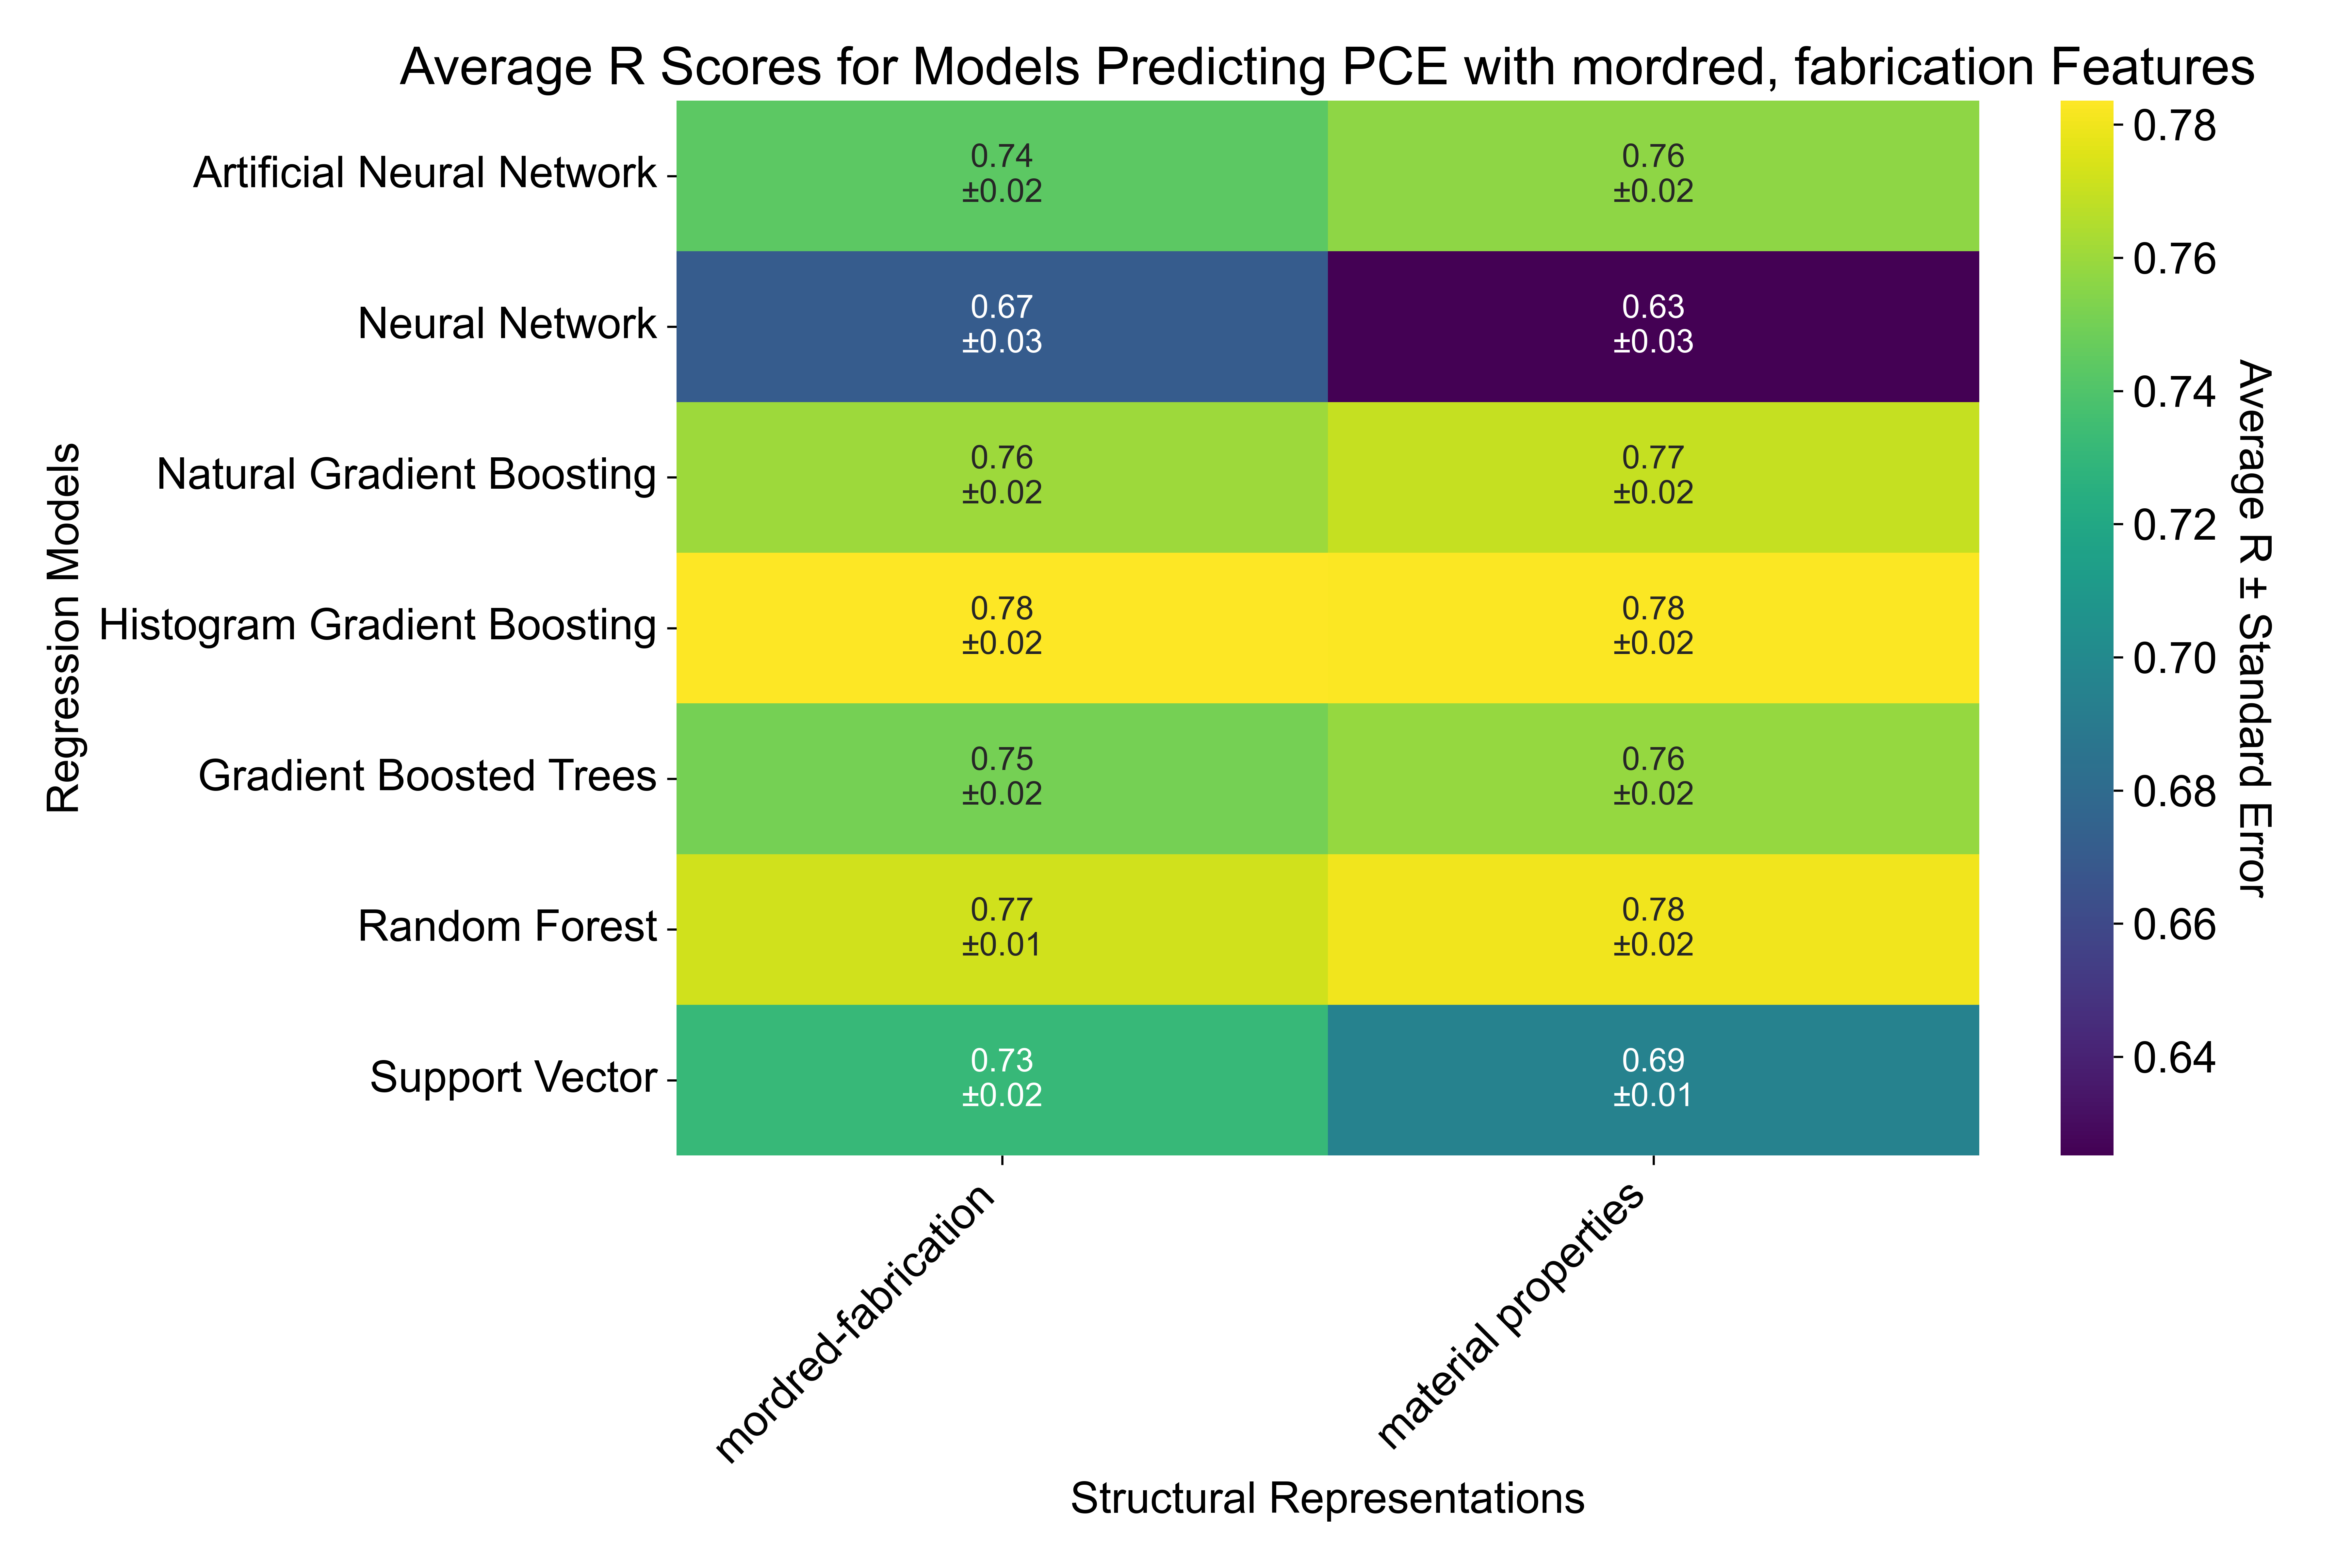 Average R Scores for Models Predicting PCE with mordred, fabrication Features
Regression Models
Artificial Neural Network
0.74
±0.02
0.76
±0.02
Neural Network
0.67
±0.03
0.63
±0.03
Natural Gradient Boosting
0.76
±0.02
0.77
±0.02
Histogram Gradient Boosting
0.78
±0.02
0.78
±0.02
Gradient Boosted Trees
0.75
±0.02
0.76
±0.02
Random Forest
0.77
±0.01
0.78
±0.02
Support Vector
0.73
±0.02
0.69
±0.01
mordred-fabrication
material properties
Structural Representations
0.78
0.76
0.74
0.72
0.70
0.68
0.66
0.64
Average R ± Standard Error